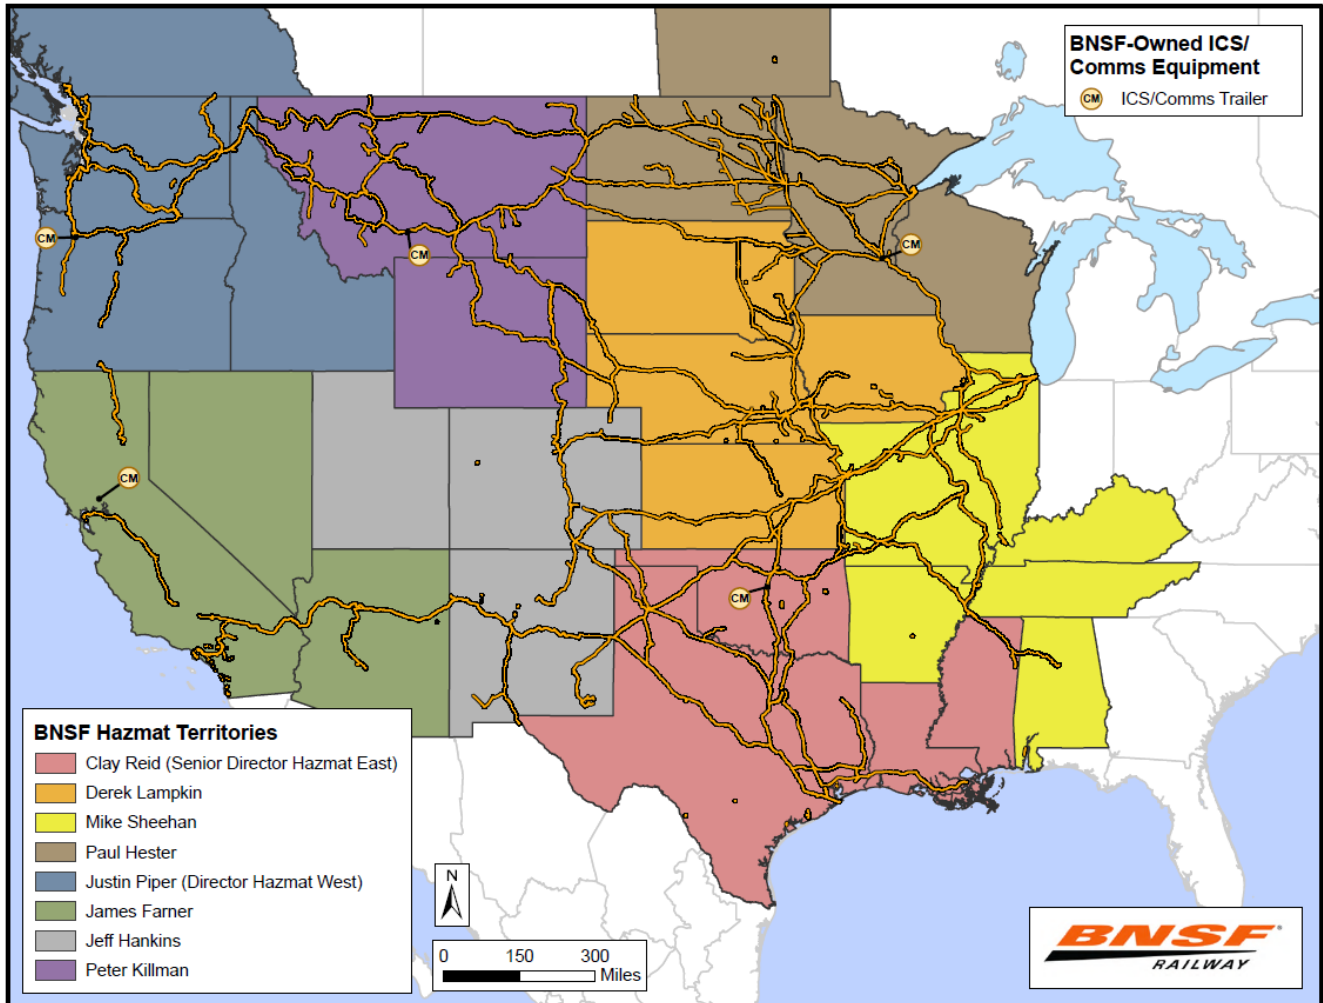 BNSF-Owned ICS/
Comms Equipment
CM ICS/Comms Trailer
CM
CM
CM
CM
CM
BNSF Hazmat Territories
Clay Reid (Senior Director Hazmat East)
Derek Lampkin
Mike Sheehan
Paul Hester
Justin Piper (Director Hazmat West)
James Farner
Jeff Hankins
Peter Killman
N
0 150 300
Miles
BNSF
RAILWAY